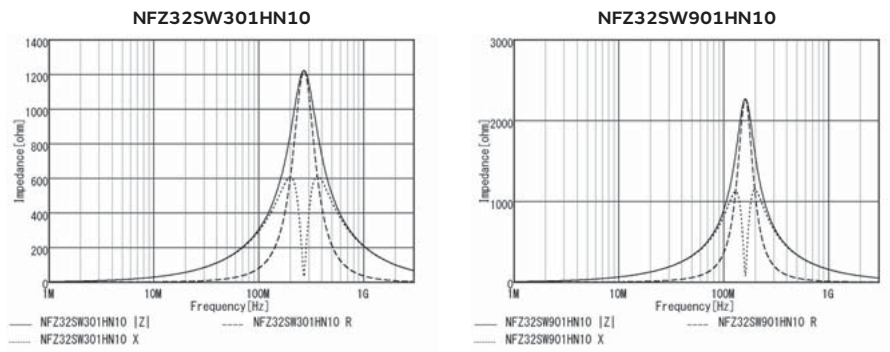 NFZ32SW301HN10
1400
1200
1000
800
600
400
200
0
Impedance[ohm]
1M 10M 100M 1G
Frequency[Hz]
NFZ32SW301HN10 |Z| NFZ32SW301HN10 R
NFZ32SW301HN10 X
NFZ32SW901HN10
3000
2000
1000
0
Impedance[ohm]
1M 10M 100M 1G
Frequency[Hz]
NFZ32SW901HN10 |Z| NFZ32SW901HN10 R
NFZ32SW901HN10 X